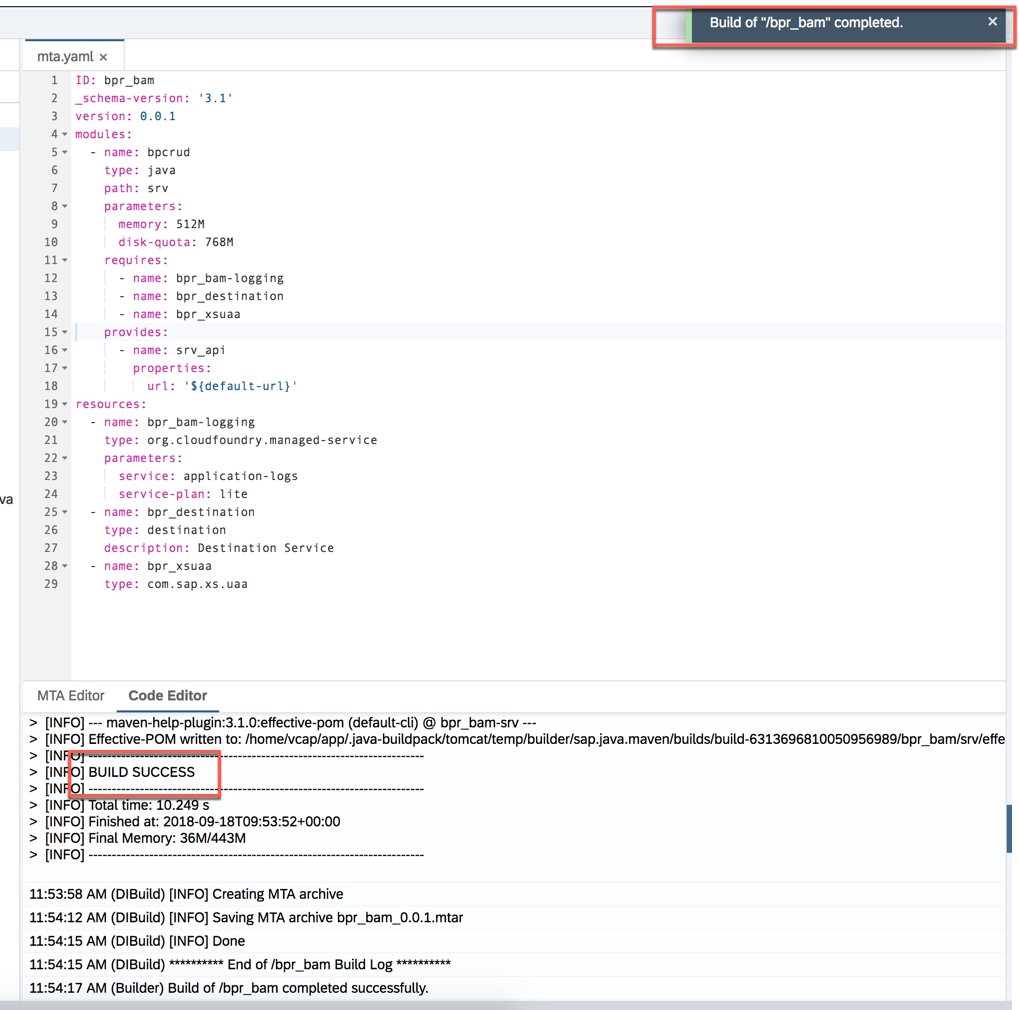 Build of "/bpr_bam" completed. ×
mta.yaml ×
1 ID: bpr_bam
2 _schema-version: '3.1'
3 version: 0.0.1
4 modules:
5 - name: bpcrud
6 type: java
7 path: srv
8 parameters:
9 memory: 512M
10 disk-quota: 768M
11 requires:
12 - name: bpr_bam-logging
13 - name: bpr_destination
14 - name: bpr_xsuaa
15 provides:
16 - name: srv_api
17 properties:
18 url: '${default-url}'
19 resources:
20 - name: bpr_bam-logging
21 type: org.cloudfoundry.managed-service
22 parameters:
23 service: application-logs
24 service-plan: lite
25 - name: bpr_destination
26 type: destination
27 description: Destination Service
28 - name: bpr_xsuaa
29 type: com.sap.xs.uaa
va
MTA Editor Code Editor
> [INFO] --- maven-help-plugin:3.1.0:effective-pom (default-cli) @ bpr_bam-srv ---
> [INFO] Effective-POM written to: /home/vcap/app/.java-buildpack/tomcat/temp/builder/sap.java.maven/builds/build-6313696810050956989/bpr_bam/srv/effe
> [INFO] ------------------------------------------------------------------------
> [INFO] BUILD SUCCESS
> [INFO] ------------------------------------------------------------------------
> [INFO] Total time: 10.249 s
> [INFO] Finished at: 2018-09-18T09:53:52+00:00
> [INFO] Final Memory: 36M/443M
> [INFO] ------------------------------------------------------------------------
11:53:58 AM (DIBuild) [INFO] Creating MTA archive
11:54:12 AM (DIBuild) [INFO] Saving MTA archive bpr_bam_0.0.1.mtar
11:54:15 AM (DIBuild) [INFO] Done
11:54:15 AM (DIBuild) ********** End of /bpr_bam Build Log **********
11:54:17 AM (Builder) Build of /bpr_bam completed successfully.